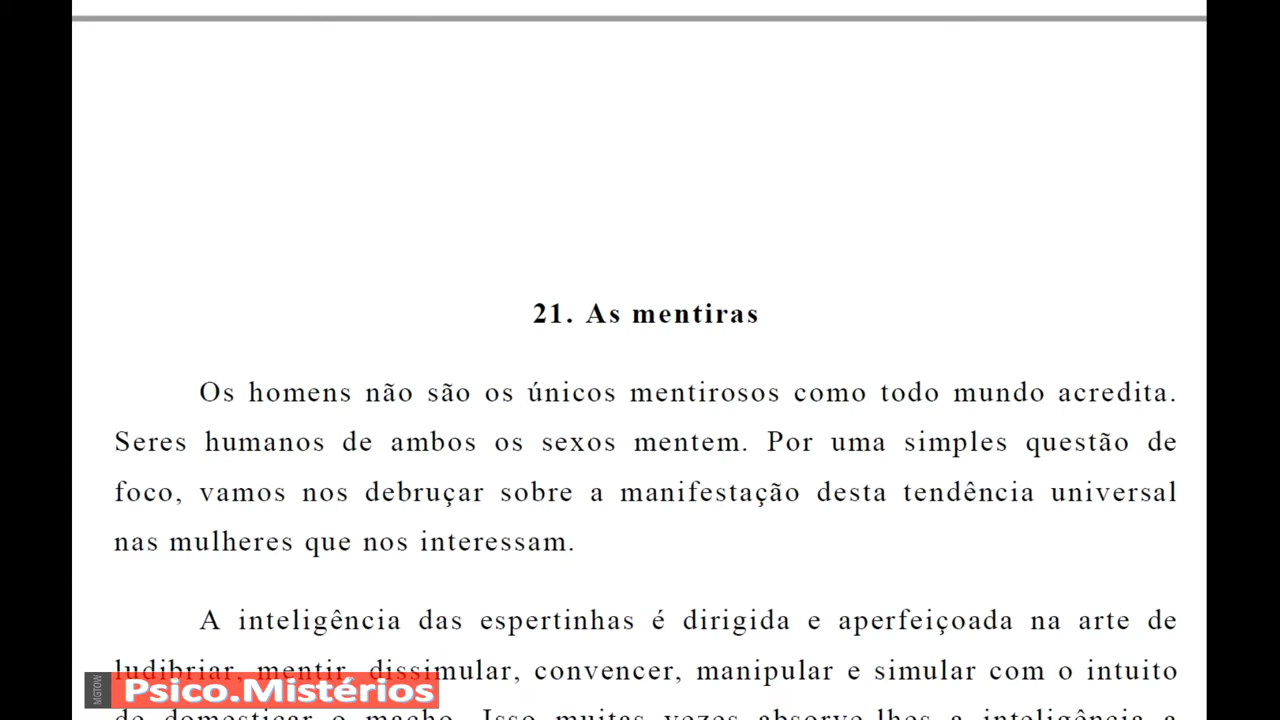 21. As mentiras
Os homens não são os únicos mentirosos como todo mundo acredita.
Seres humanos de ambos os sexos mentem. Por uma simples questão de
foco, vamos nos debruçar sobre a manifestação desta tendência universal
nas mulheres que nos interessam.
A inteligência das espertinhas é dirigida e aperfeiçoada na arte de
ludibriar, mentir, dissimular, convencer, manipular e simular com o intuito
MGTOW
Psico.Mistérios
de domesticar o macho. Isso muitas vezes absorve-lhes a inteligência a